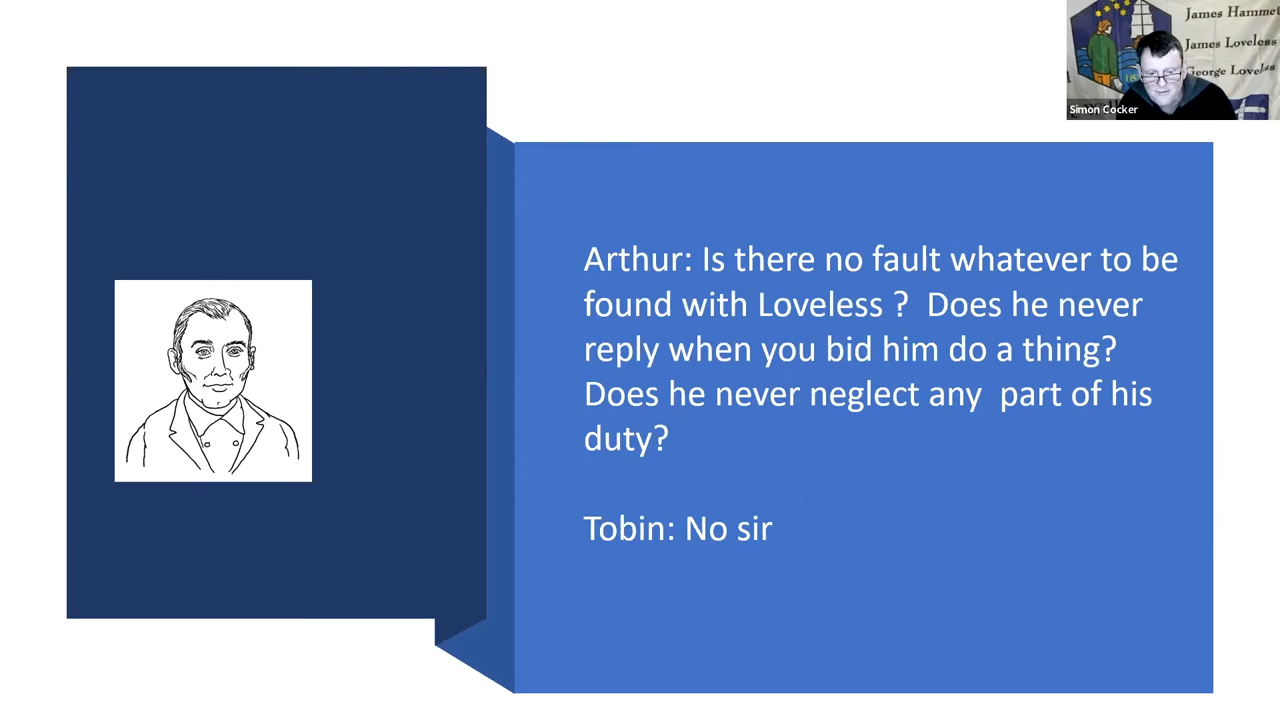 James Hammet
James Loveless
George Loveless
Simon Cocker
Arthur: Is there no fault whatever to be
found with Loveless ?  Does he never
reply when you bid him do a thing?
Does he never neglect any  part of his
duty?
Tobin: No sir